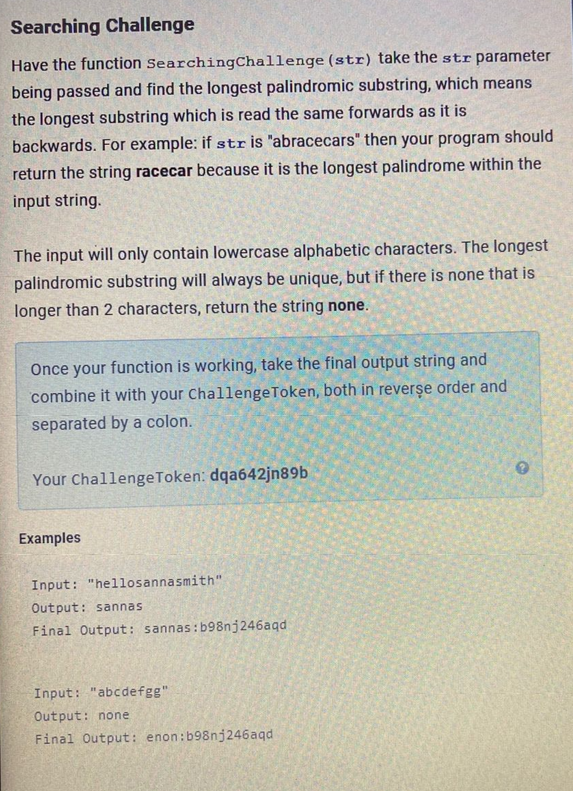 Searching Challenge
Have the function SearchingChallenge(str) take the str parameter
being passed and find the longest palindromic substring, which means
the longest substring which is read the same forwards as it is
backwards. For example: if str is "abracecars" then your program should
return the string racecar because it is the longest palindrome within the
input string.
The input will only contain lowercase alphabetic characters. The longest
palindromic substring will always be unique, but if there is none that is
longer than 2 characters, return the string none.
Once your function is working, take the final output string and
combine it with your ChallengeToken, both in reverse order and
separated by a colon.
Your ChallengeToken: dqa642jn89b
?
Examples
Input: "hellosannasmith"
Output: sannas
Final Output: sannas:b98nj246aqd
Input: "abcdefgg"
Output: none
Final Output: enon:b98nj246aqd